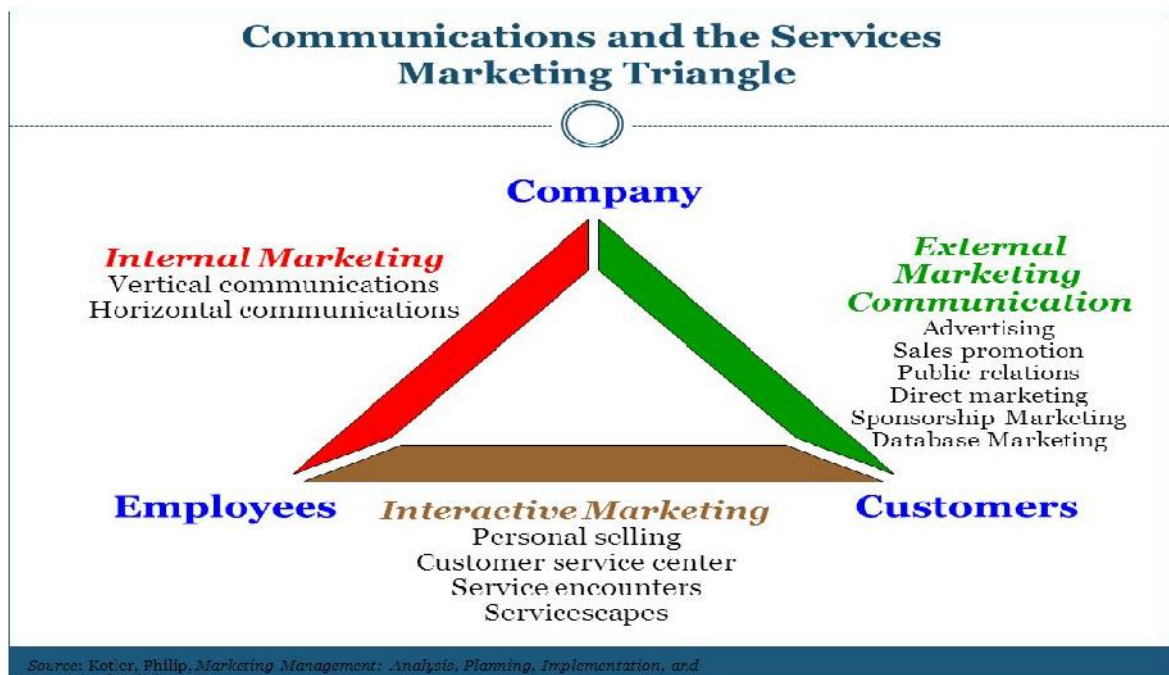 Communications and the Services
Marketing Triangle
Company
Internal Marketing
Vertical communications
Horizontal communications
External
Marketing
Communication
Advertising
Sales promotion
Public relations
Direct marketing
Sponsorship Marketing
Database Marketing
Employees
Customers
Interactive Marketing
Personal selling
Customer service center
Service encounters
Servicescapes
Source: Kotler, Philip, Marketing Management: Analysis, Planning, Implementation, and